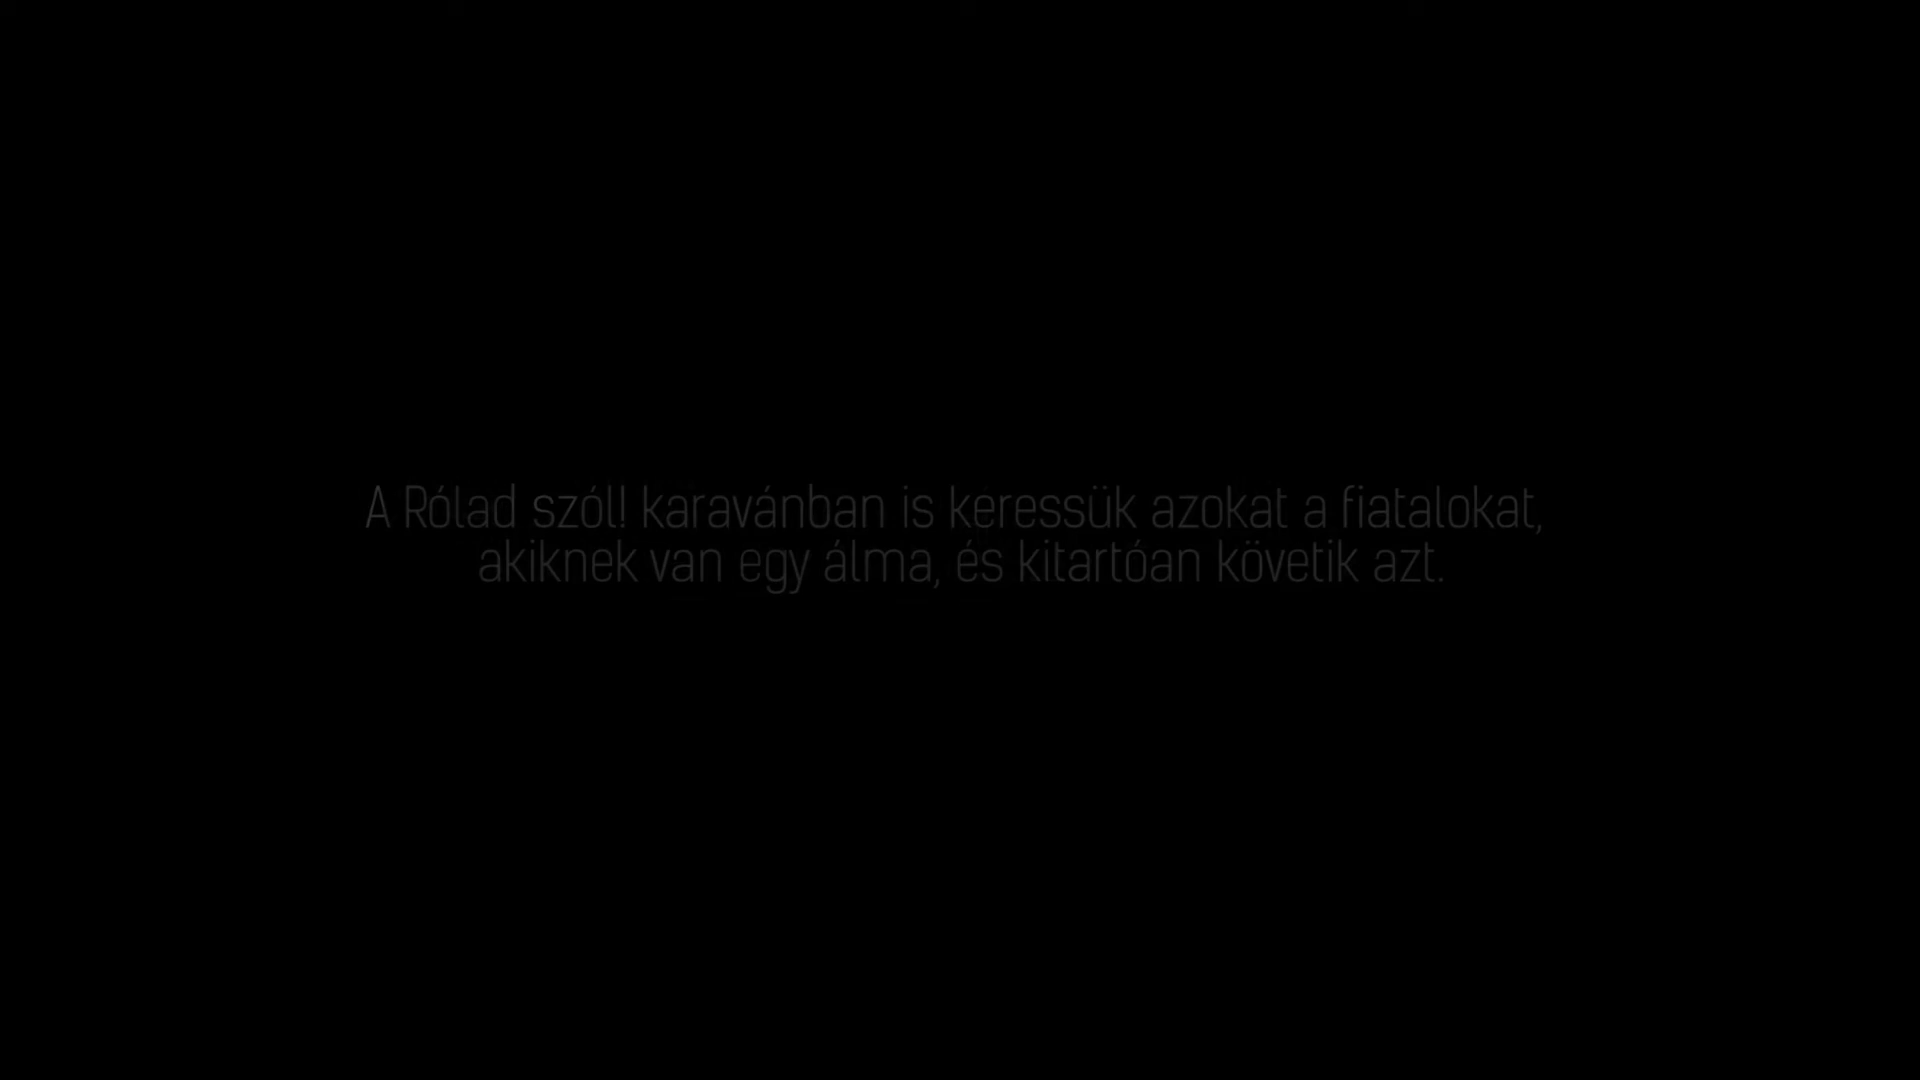 A Rólad szól! karavánban is keressük azokat a fiatalokat,
akiknek van egy álma, és kitartóan követik azt.